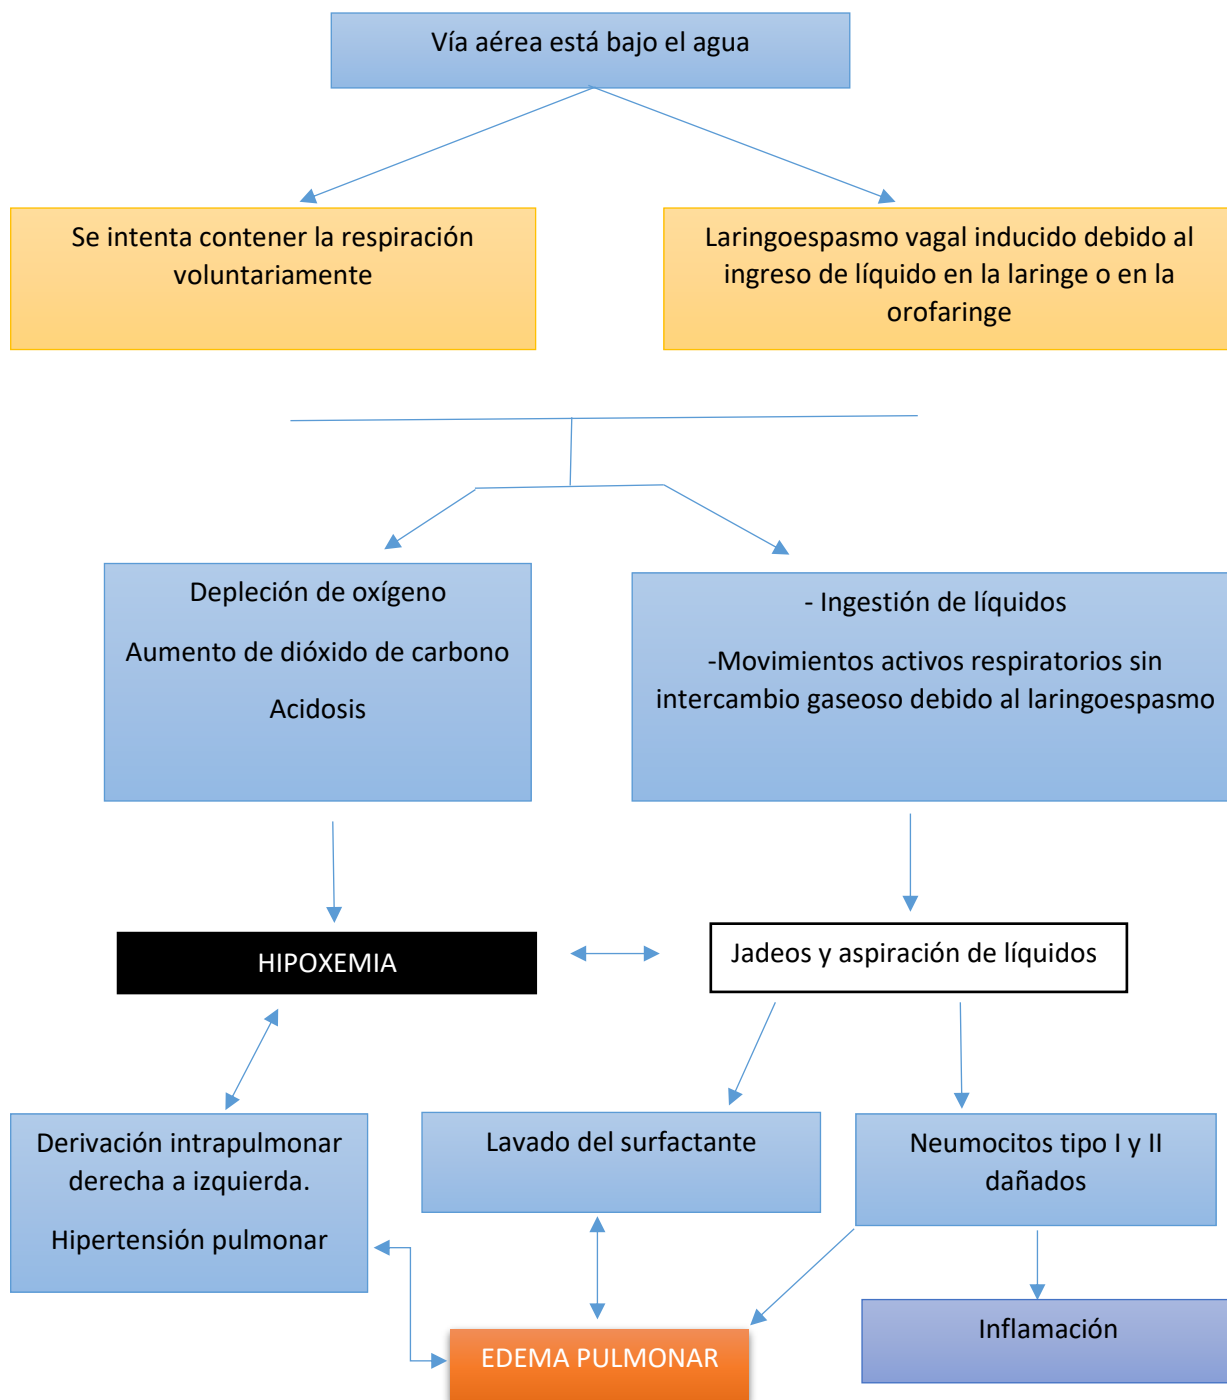 Vía aérea está bajo el agua
Se intenta contener la respiración
voluntariamente
Laringoespasmo vagal inducido debido al
ingreso de líquido en la laringe o en la
orofaringe
Depleción de oxígeno
Aumento de dióxido de carbono
Acidosis
- Ingestión de líquidos
-Movimientos activos respiratorios sin
intercambio gaseoso debido al laringoespasmo
HIPOXEMIA
Jadeos y aspiración de líquidos
Derivación intrapulmonar
derecha a izquierda.
Hipertensión pulmonar
Lavado del surfactante
Neumocitos tipo I y II
dañados
EDEMA PULMONAR
Inflamación